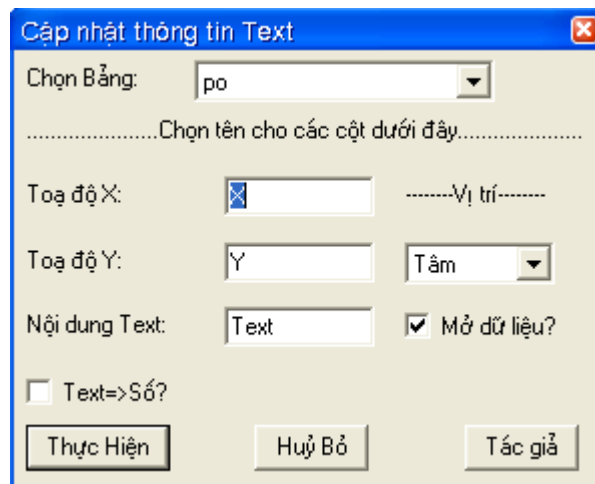 Cập nhật thông tin Text
Chọn Bảng: po
.....................Chọn tên cho các cột dưới đây....................
Toạ độ X: X --------Vị trí--------
Toạ độ Y: Y Tâm
Nội dung Text: Text Mở dữ liệu?
Text=>Số?
Thực Hiện Huỷ Bỏ Tác giả